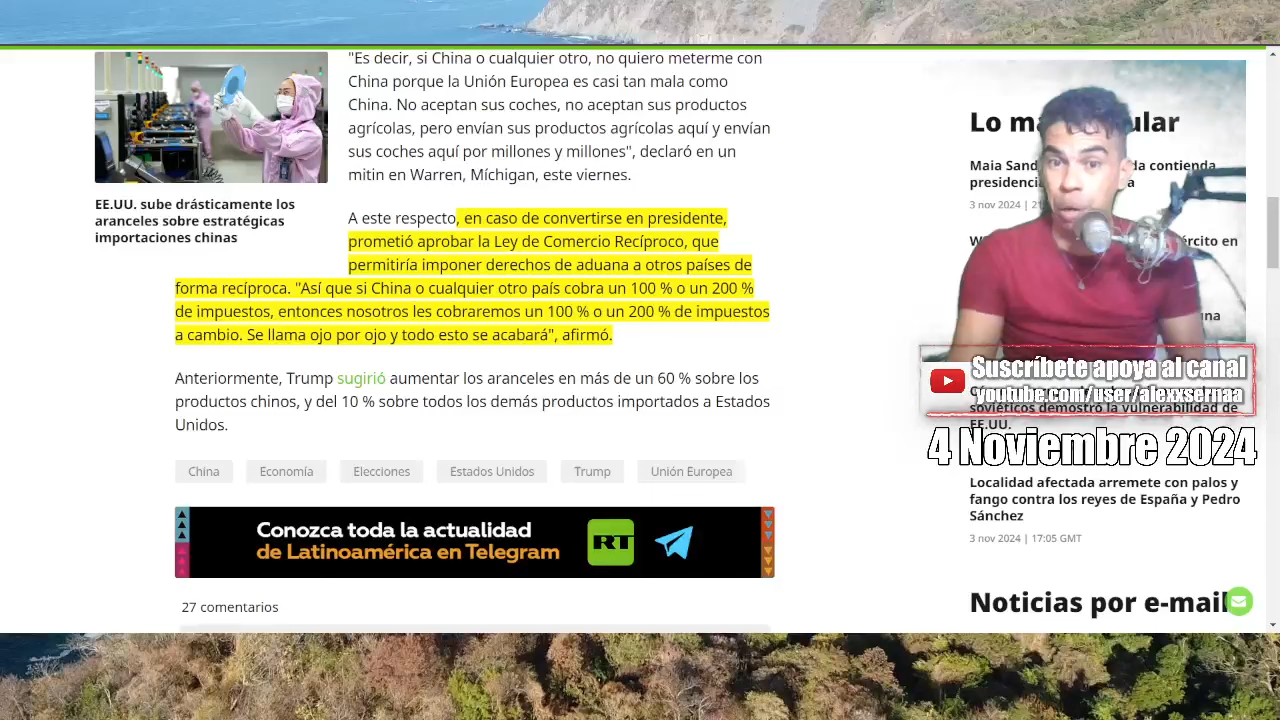 "Es decir, si China o cualquier otro, no quiero meterme con
China porque la Unión Europea es casi tan mala como
China. No aceptan sus coches, no aceptan sus productos
agrícolas, pero envían sus productos agrícolas aquí y envían
sus coches aquí por millones y millones", declaró en un
mitin en Warren, Míchigan, este viernes.
EE.UU. sube drásticamente los
aranceles sobre estratégicas
importaciones chinas
A este respecto, en caso de convertirse en presidente,
prometió aprobar la Ley de Comercio Recíproco, que
permitiría imponer derechos de aduana a otros países de
forma recíproca. "Así que si China o cualquier otro país cobra un 100 % o un 200 %
de impuestos, entonces nosotros les cobraremos un 100 % o un 200 % de impuestos
a cambio. Se llama ojo por ojo y todo esto se acabará", afirmó.
Anteriormente, Trump sugirió aumentar los aranceles en más de un 60 % sobre los
productos chinos, y del 10 % sobre todos los demás productos importados a Estados
Unidos.
China Economía Elecciones Estados Unidos Trump Unión Europea
Conozca toda la actualidad
de Latinoamérica en Telegram
RT
27 comentarios
Lo
Maia contienda
3 nov 2024
en
Suscríbete apoya al canal
youtube.com/user/alexxsernaa
soviéticos demostró la vulnerabilidad de
EE.UU.
4 Noviembre 2024
Localidad afectada arremete con palos y
fango contra los reyes de España y Pedro
Sánchez
3 nov 2024 | 17:05 GMT
Noticias por e-mail